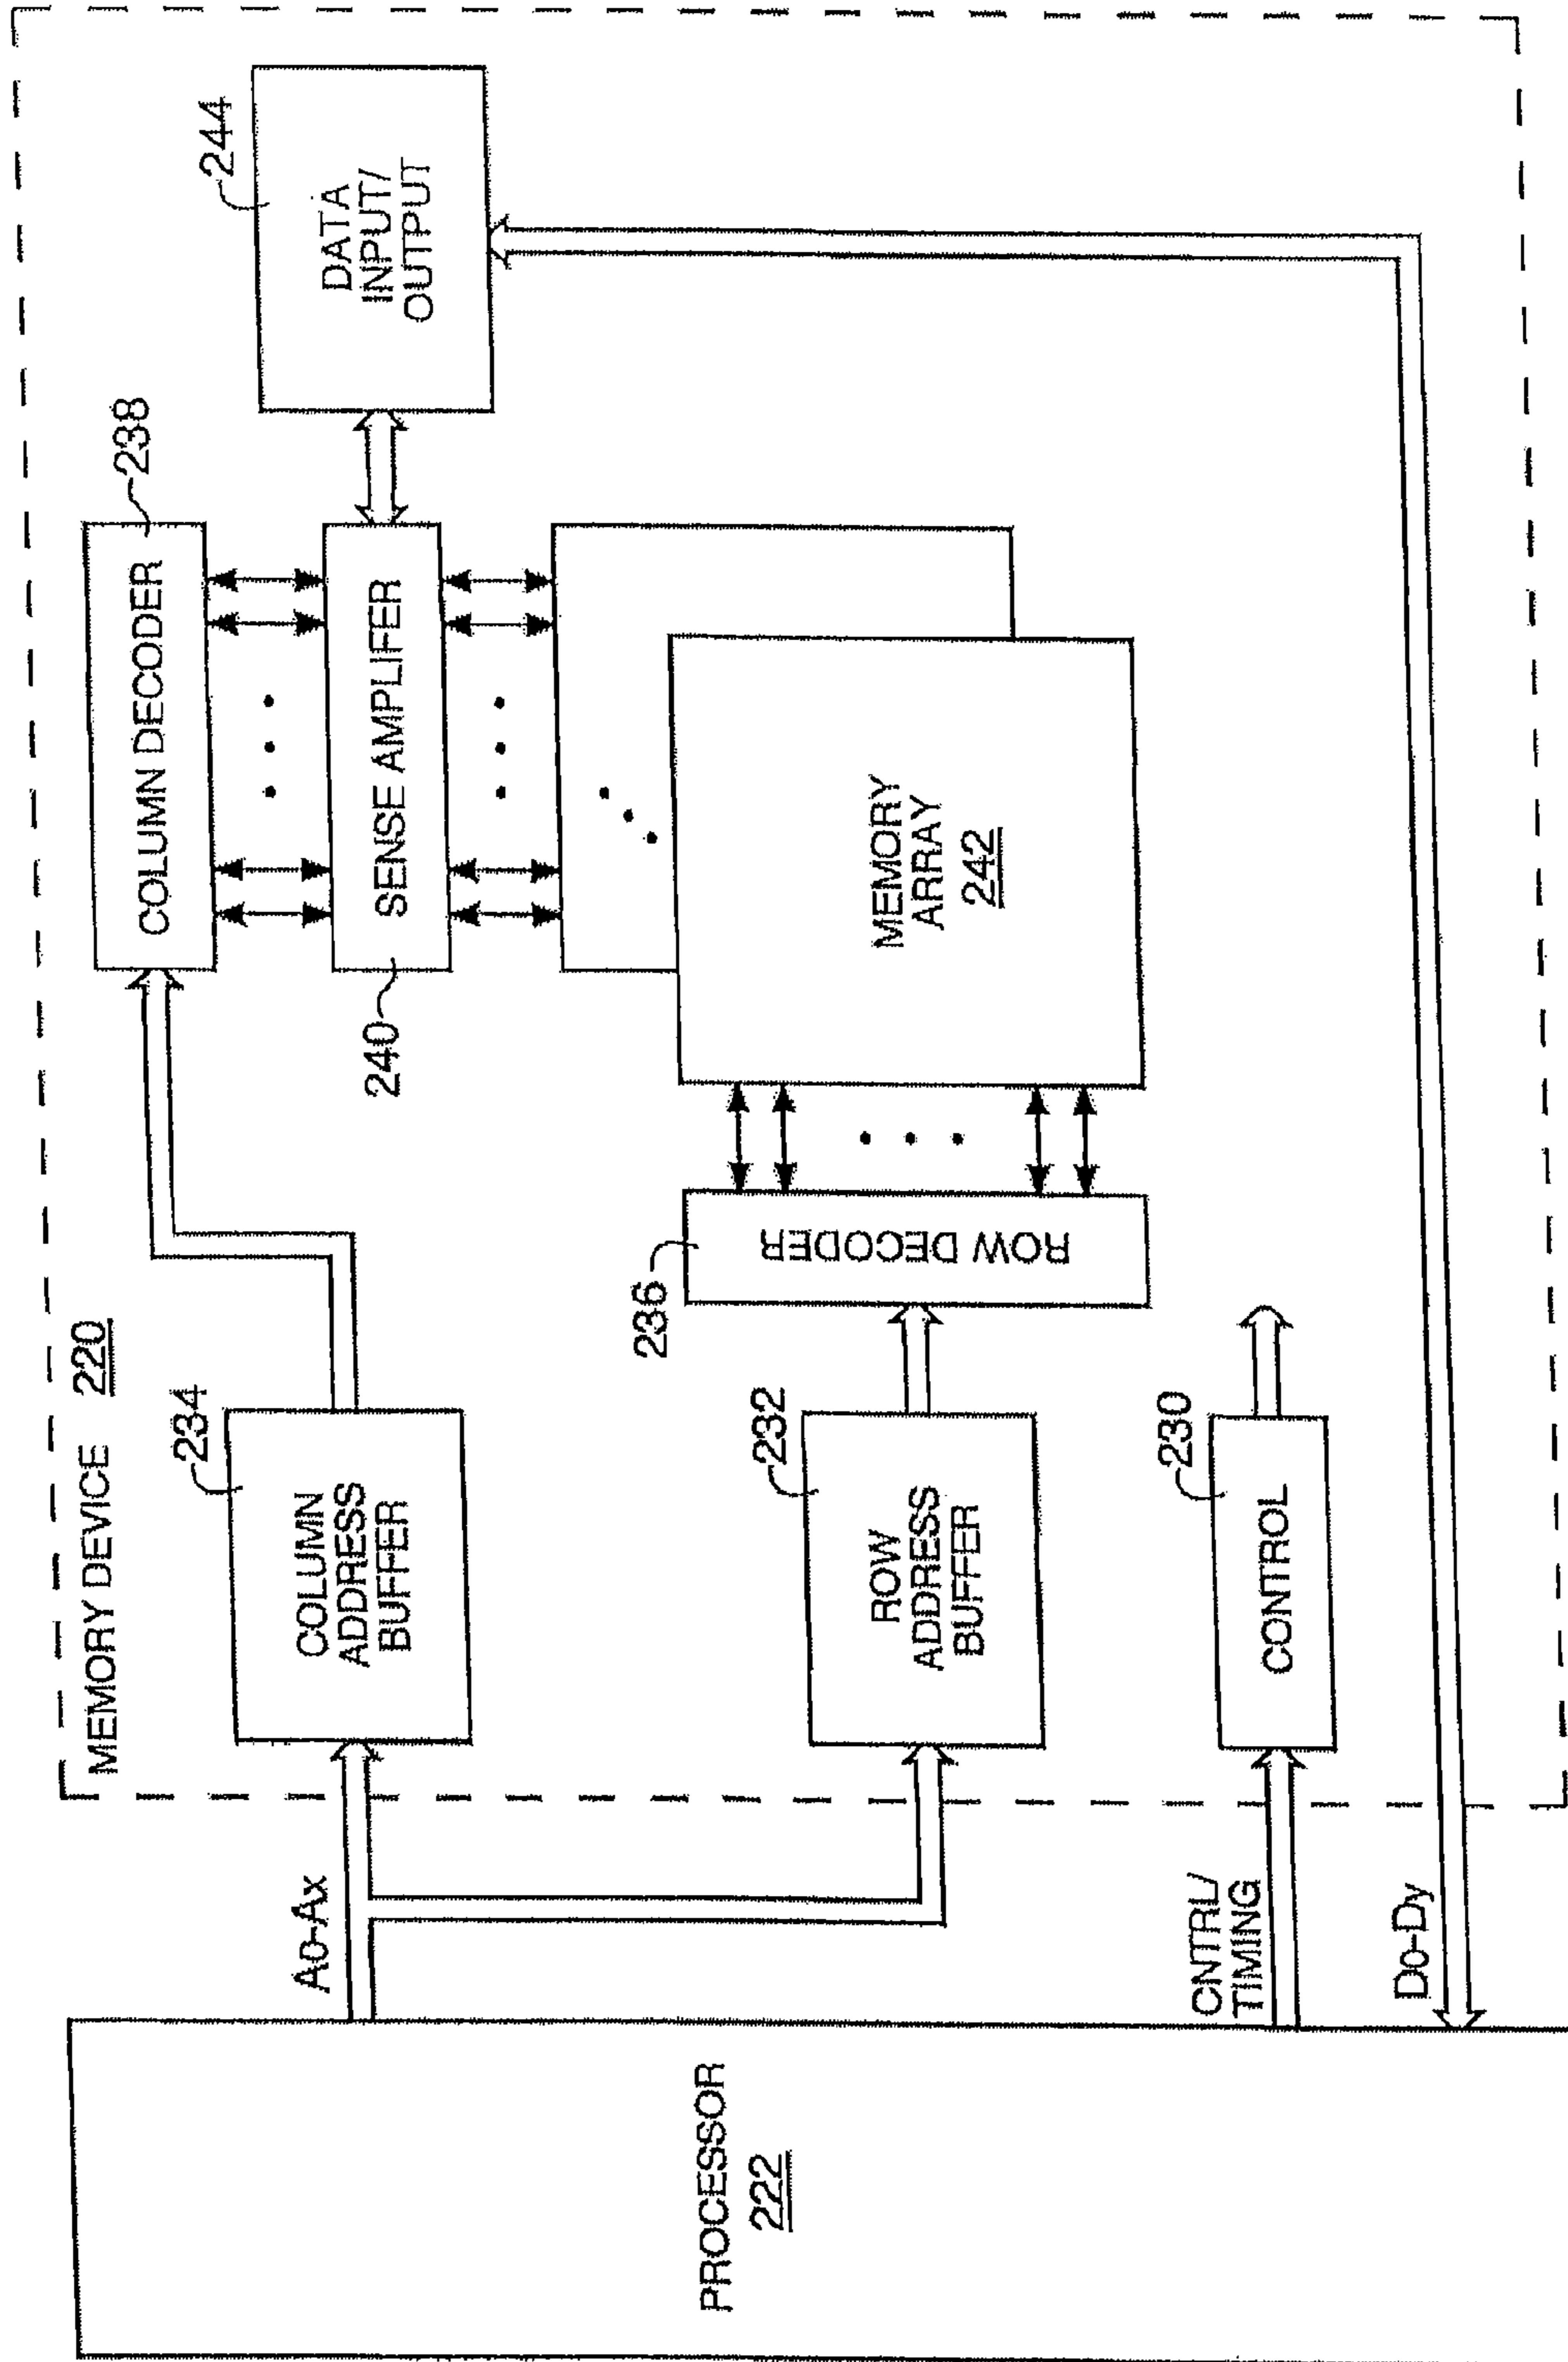 MEMORY DEVICE 220
PROCESSOR
222
A0-Ax
COLUMN
ADDRESS
BUFFER
234
COLUMN DECODER
238
SENSE AMPLIFER
240
DATA
INPUT/
OUTPUT
244
ROW
ADDRESS
BUFFER
232
ROW DECODER
236
MEMORY
ARRAY
242
CNTRL/
TIMING
CONTROL
230
D0-Dy